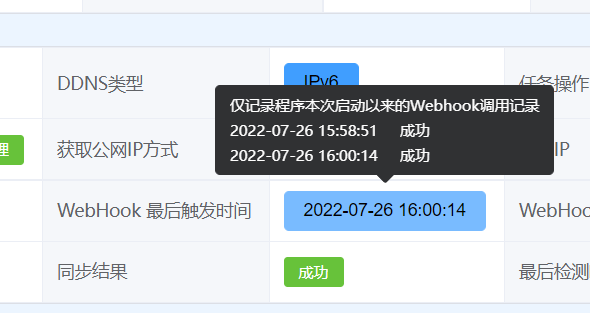 DDNS类型
IPv6
任务操作
仅记录程序本次启动以来的Webhook调用记录
2022-07-26 15:58:51 成功
2022-07-26 16:00:14 成功
理
获取公网IP方式
IP
WebHook 最后触发时间
2022-07-26 16:00:14
WebHoo
同步结果
成功
最后检测